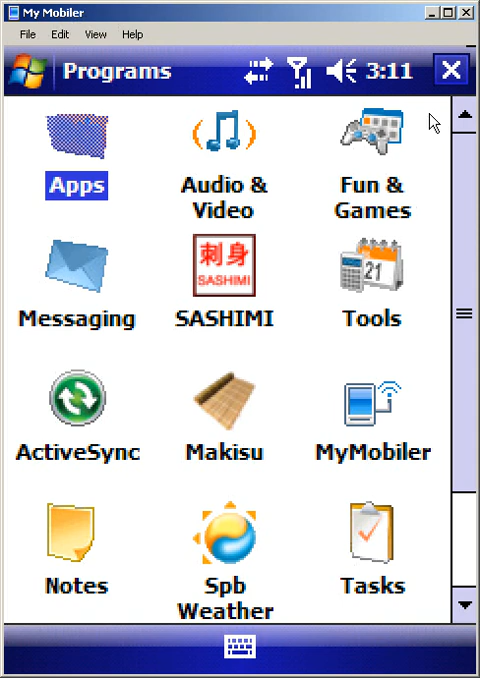 My Mobiler
File Edit View Help
Programs 3:11
Apps
Audio &
Video
Fun &
Games
Messaging
刺身
SASHIMI
SASHIMI
21
Tools
ActiveSync
Makisu
MyMobiler
Notes
Spb
Weather
Tasks